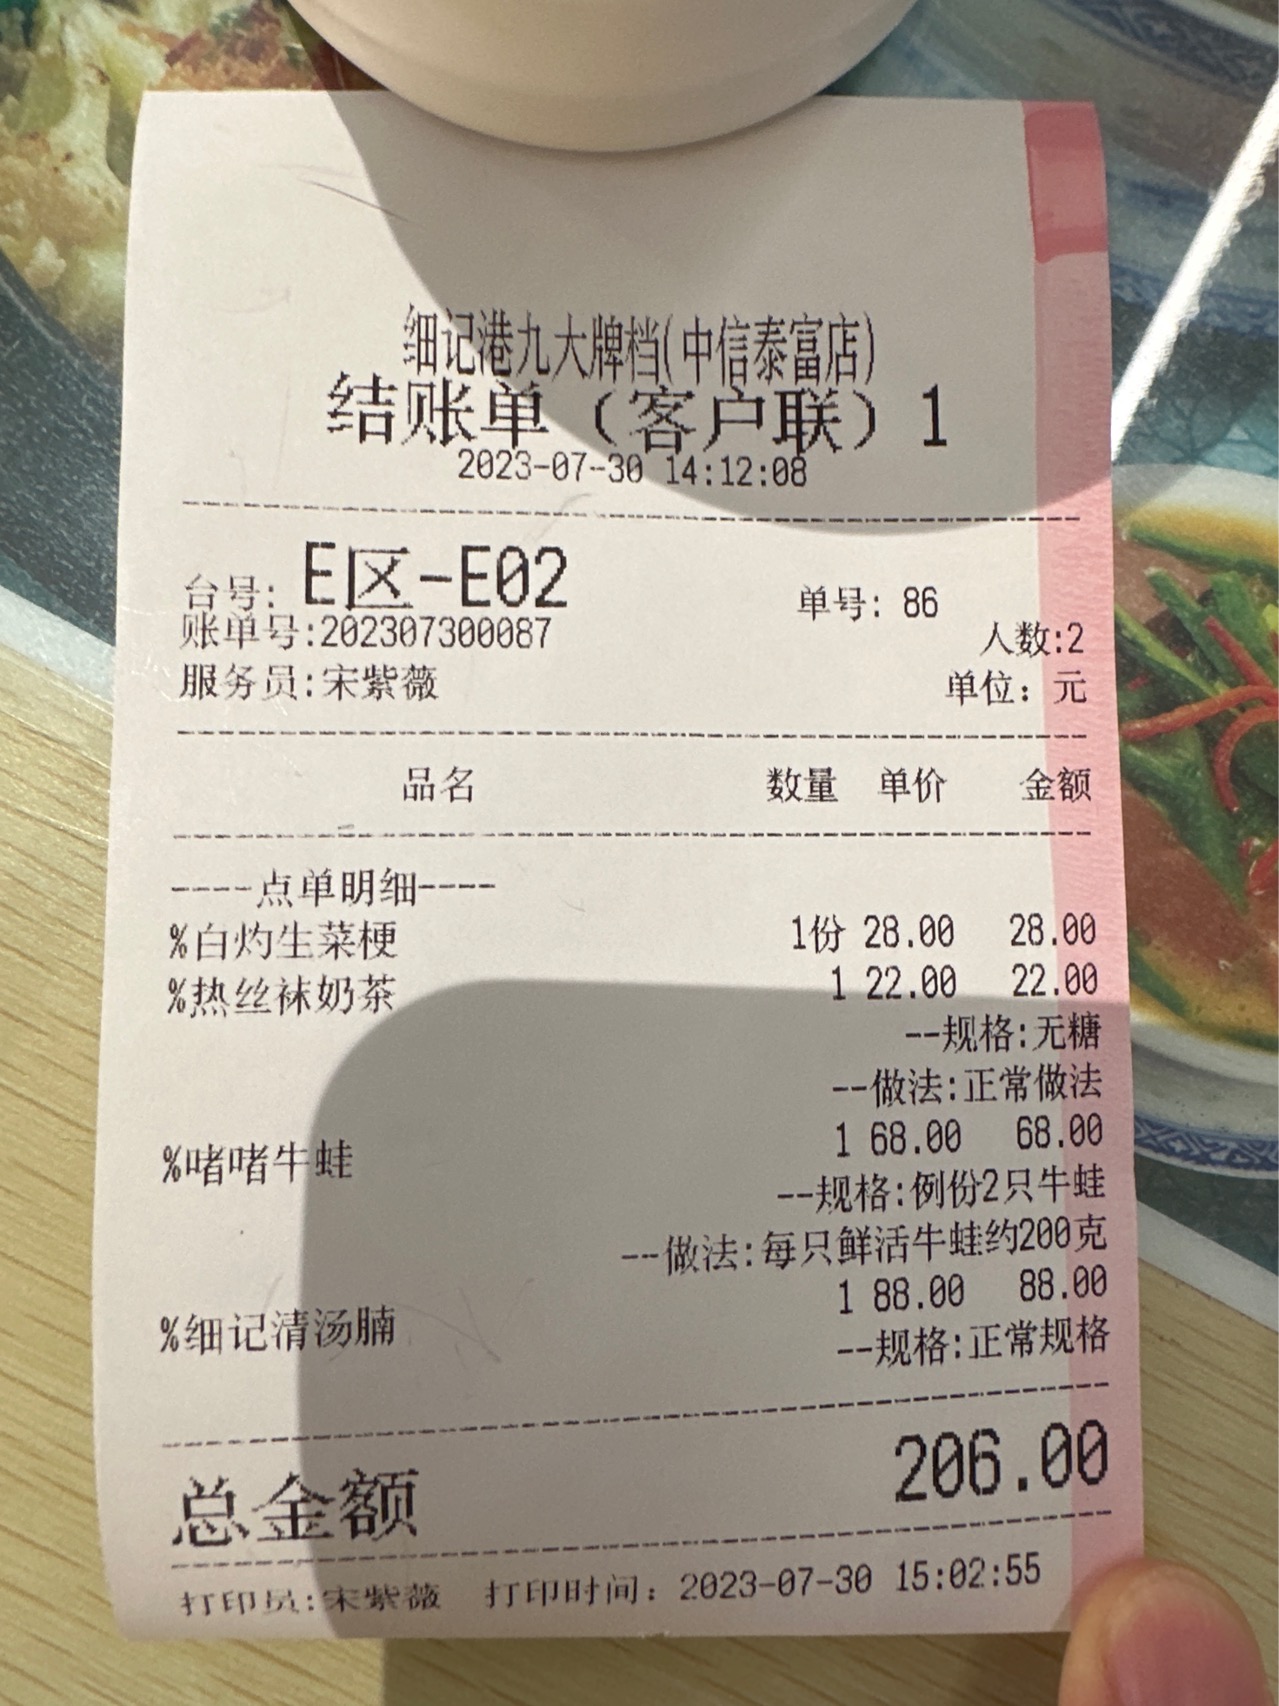 细记港九大牌档(中信泰富店)
结账单（客户联）1
2023-07-30 14:12:08
台号: E区-E02 单号: 86
账单号:202307300087 人数:2
服务员:宋紫薇 单位: 元
品名 数量 单价 金额
----点单明细----
%白灼生菜梗 1份 28.00 28.00
%热丝袜奶茶 1 22.00 22.00
--规格:无糖
--做法:正常做法
%啫啫牛蛙 1 68.00 68.00
--规格:例份2只牛蛙
--做法:每只鲜活牛蛙约200克
%细记清汤腩 1 88.00 88.00
--规格:正常规格
总金额 206.00
打印员:宋紫薇 打印时间: 2023-07-30 15:02:55